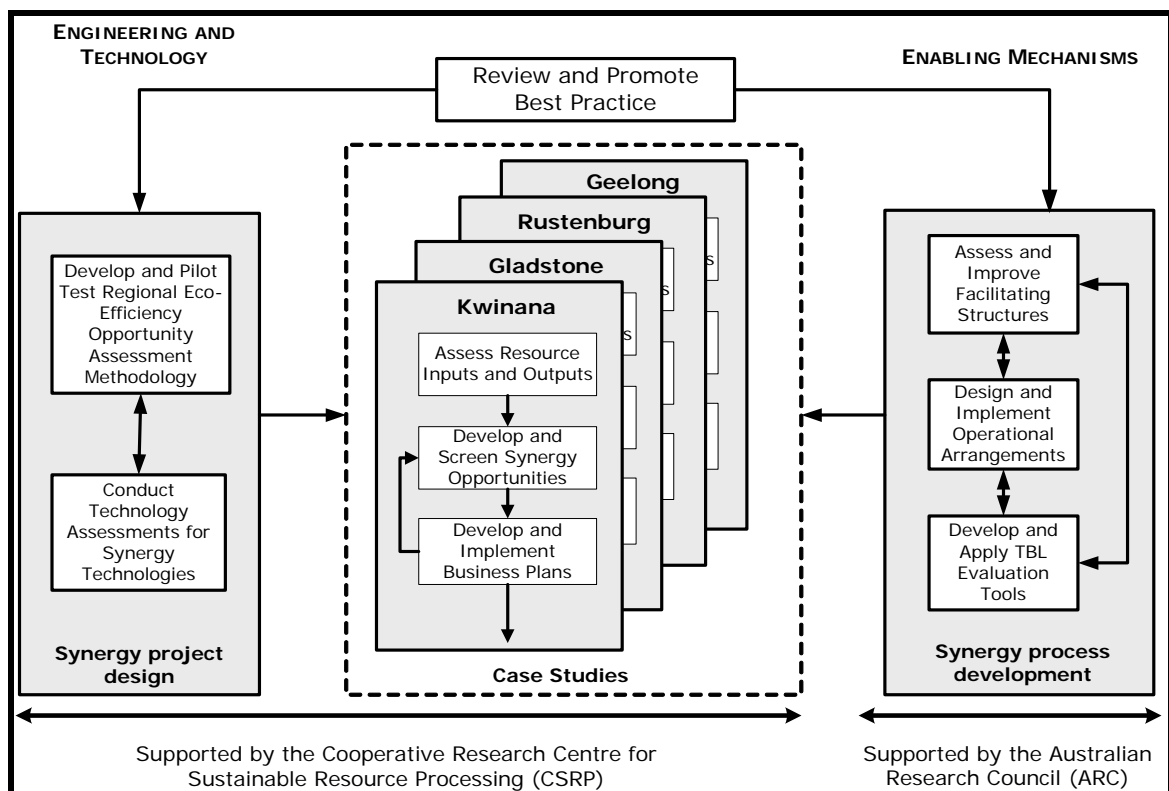 ENGINEERING AND
TECHNOLOGY
ENABLING MECHANISMS
Review and Promote
Best Practice
Develop and Pilot
Test Regional Eco-
Efficiency
Opportunity
Assessment
Methodology
Conduct
Technology
Assessments for
Synergy
Technologies
Synergy project
design
Geelong
s
Rustenburg
s
Gladstone
s
Kwinana
Assess Resource
Inputs and Outputs
Develop and
Screen Synergy
Opportunities
Develop and
Implement
Business Plans
Case Studies
Assess and
Improve
Facilitating
Structures
Design and
Implement
Operational
Arrangements
Develop and
Apply TBL
Evaluation
Tools
Synergy process
development
Supported by the Cooperative Research Centre for
Sustainable Resource Processing (CSRP)
Supported by the Australian
Research Council (ARC)